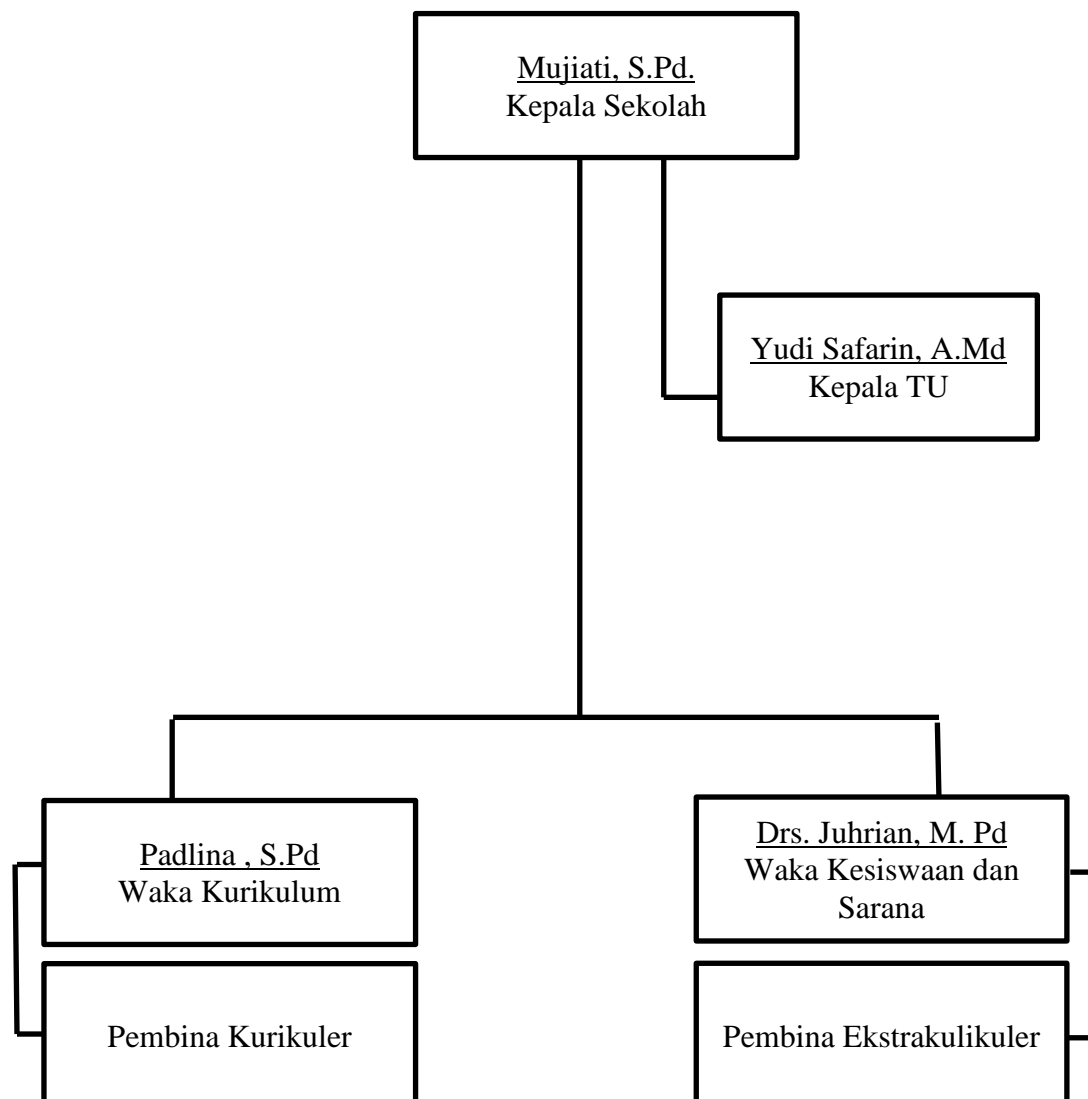 Mujiati, S.Pd.
Kepala Sekolah
Yudi Safarin, A.Md
Kepala TU
Padlina , S.Pd
Waka Kurikulum
Drs. Juhrian, M. Pd
Waka Kesiswaan dan
Sarana
Pembina Kurikuler
Pembina Ekstrakulikuler